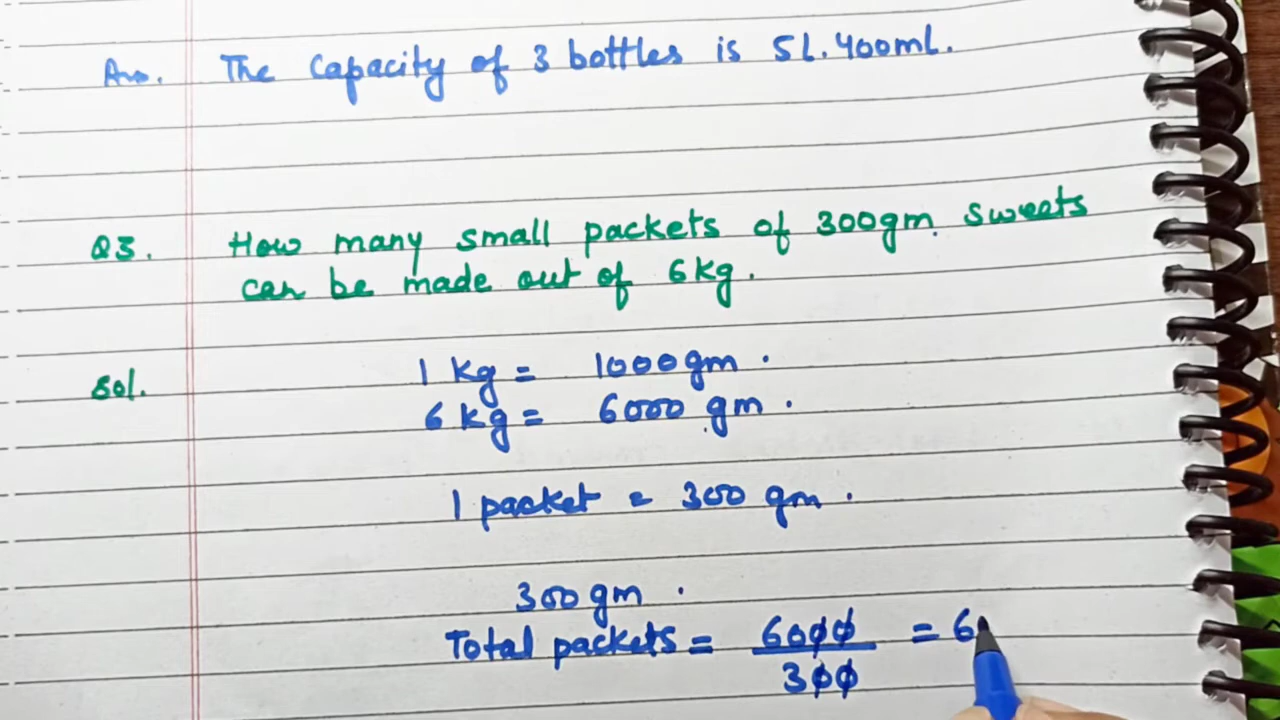 Ans. The Capacity of 3 bottles is 5L.400ml.
Q3. How many small packets of 300gm. sweets
can be made out of 6kg.
Sol. 1 Kg = 1000gm.
6 Kg = 6000 gm.
1 packet = 300 gm.
300gm.
Total packets = 6000/300 = 6